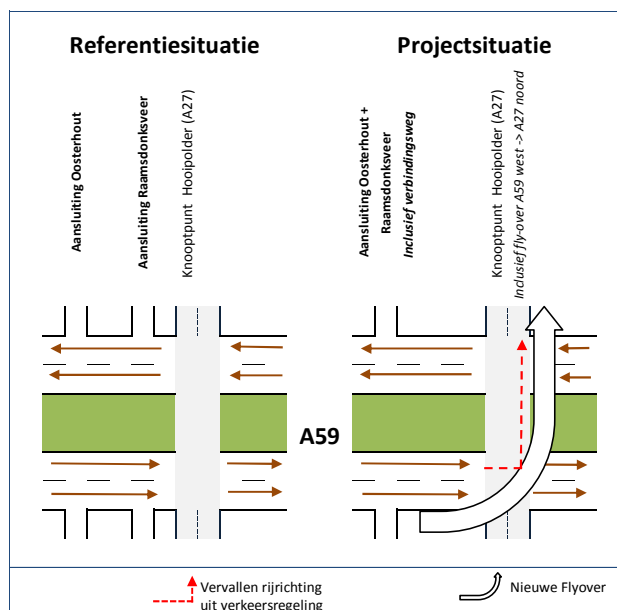 Referentiesituatie
Projectsituatie
Aansluiting Oosterhout
Aansluiting Raamsdonksveer
Knooptpunt Hooipolder (A27)
Aansluiting Oosterhout +
Raamsdonksveer
Inclusief verbindingsweg
Knooptpunt Hooipolder (A27)
Inclusief fly-over A59 west -> A27 noord
A59
Vervallen rijrichting
uit verkeersregeling
Nieuwe Flyover